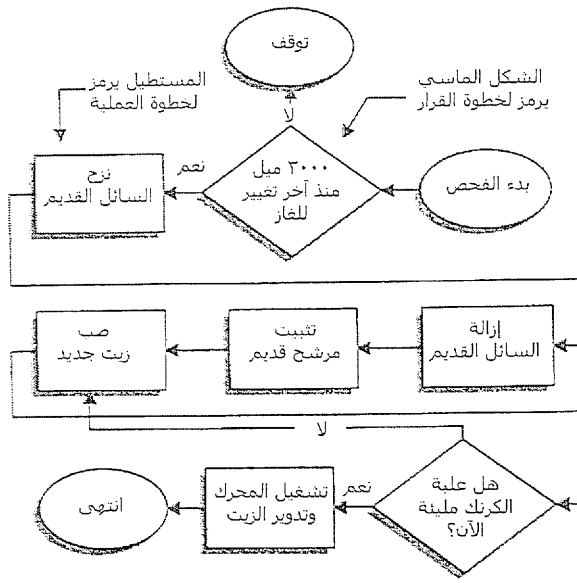 توقف
الشكل الماسي
يرمز لخطوة القرار
المستطيل يرمز
لخطوة العملية
لا
بدء الفحص
٣٠٠٠ ميل
منذ آخر تغيير
للغاز
نعم
نزح
السائل القديم
إزالة
السائل القديم
تثبيت
مرشح قديم
صب
زيت جديد
لا
هل علبة
الكرنك مليئة
الآن؟
نعم
تشغيل المحرك
وتدوير الزيت
انتهى